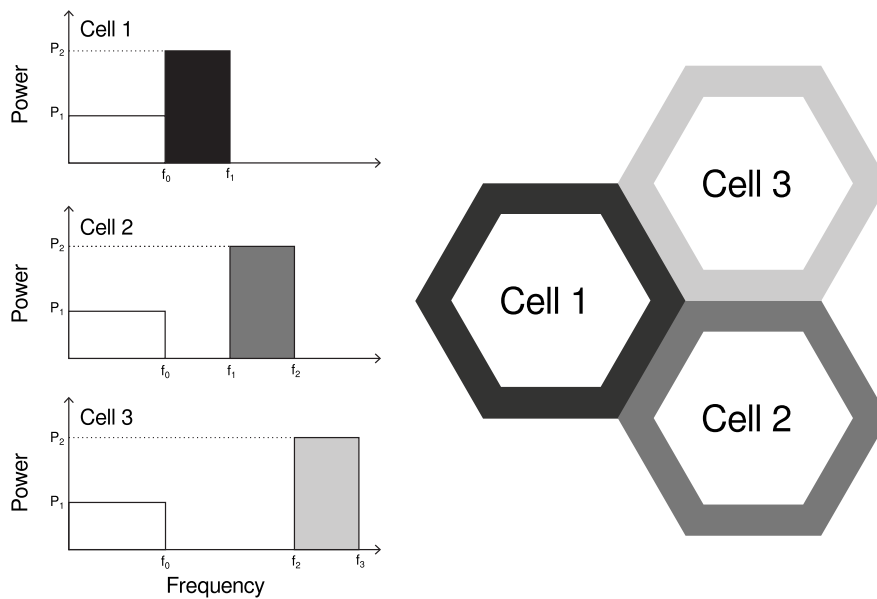 Cell 1
P₂
Power
P₁
f₀ f₁
Cell 2
P₂
Power
P₁
f₀ f₁ f₂
Cell 3
P₂
Power
P₁
f₀ f₂ f₃
Frequency
Cell 3
Cell 1
Cell 2